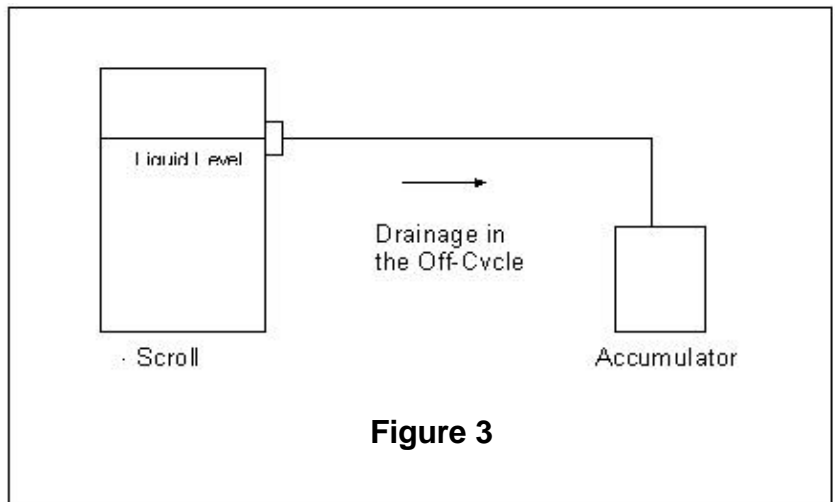 Liquid Level
Drainage in
the Off-Cycle
Scroll
Accumulator
Figure 3